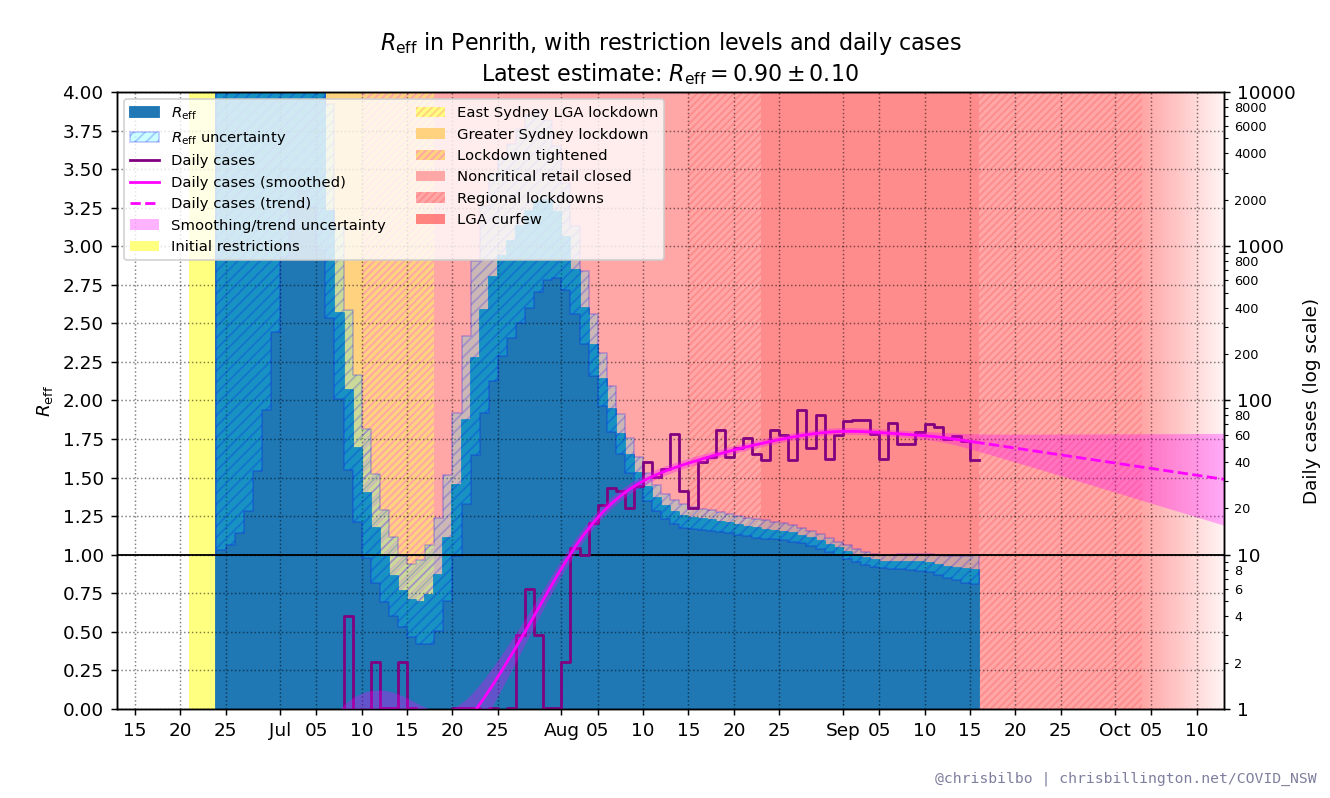 R_eff in Penrith, with restriction levels and daily cases
Latest estimate: R_eff = 0.90 ± 0.10
R_eff
R_eff uncertainty
Daily cases
Daily cases (smoothed)
Daily cases (trend)
Smoothing/trend uncertainty
Initial restrictions
East Sydney LGA lockdown
Greater Sydney lockdown
Lockdown tightened
Noncritical retail closed
Regional lockdowns
LGA curfew
R_eff
4.00
3.75
3.50
3.25
3.00
2.75
2.50
2.25
2.00
1.75
1.50
1.25
1.00
0.75
0.50
0.25
0.00
10000
8000
6000
4000
2000
1000
800
600
400
200
100
80
60
40
20
10
8
6
4
2
1
Daily cases (log scale)
15 20 25 Jul 05 10 15 20 25 Aug 05 10 15 20 25 Sep 05 10 15 20 25 Oct 05 10
@chrisbilbo | chrisbillington.net/COVID_NSW